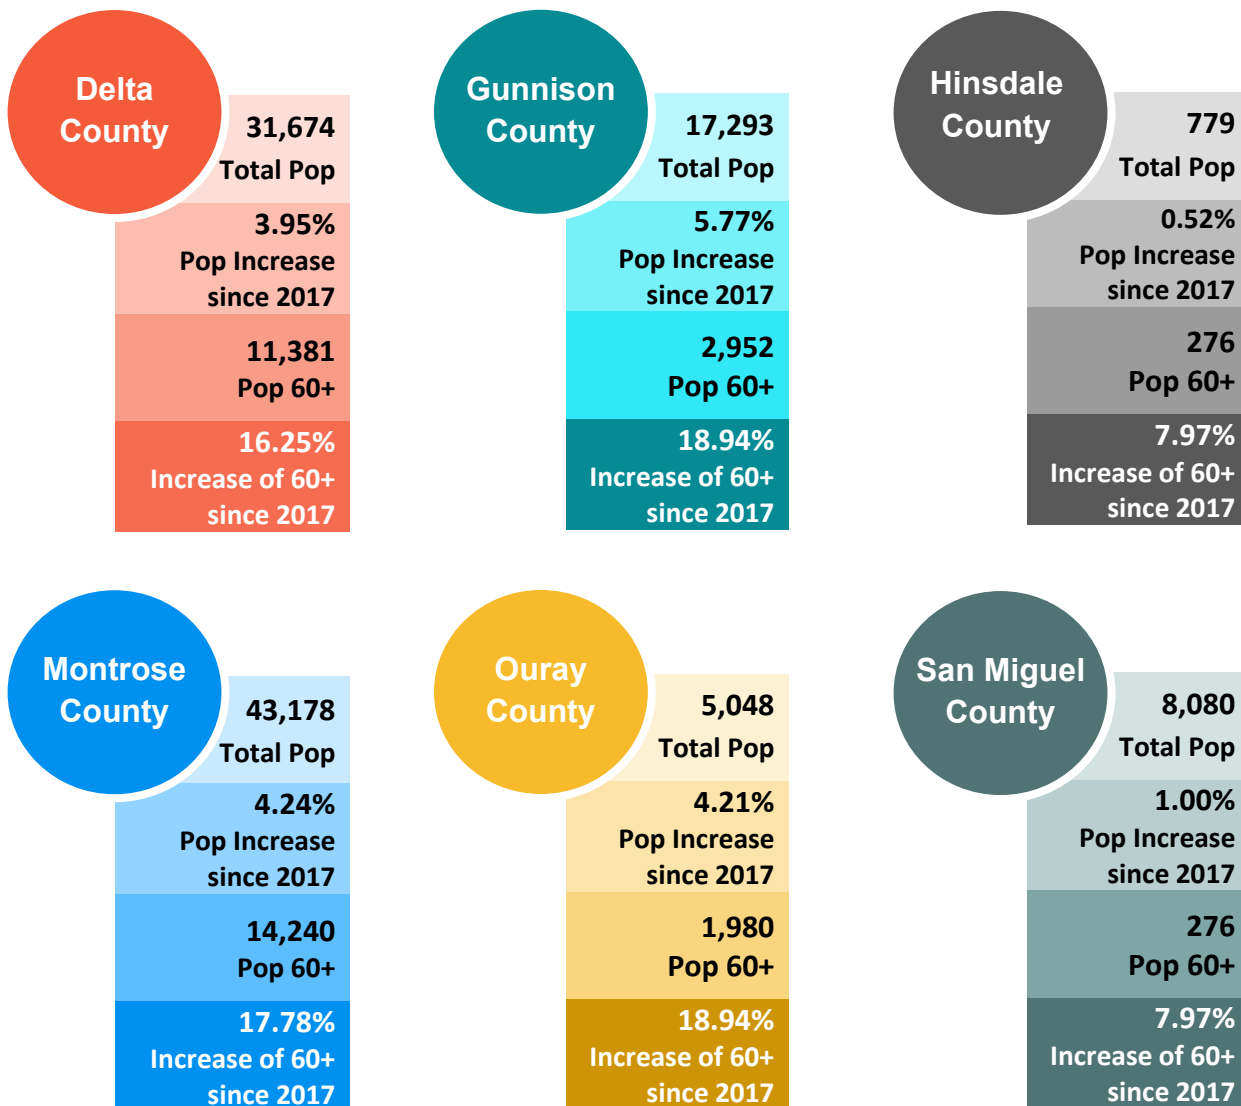 Delta
County
31,674
Total Pop
3.95%
Pop Increase
since 2017
11,381
Pop 60+
16.25%
Increase of 60+
since 2017
Gunnison
County
17,293
Total Pop
5.77%
Pop Increase
since 2017
2,952
Pop 60+
18.94%
Increase of 60+
since 2017
Hinsdale
County
779
Total Pop
0.52%
Pop Increase
since 2017
276
Pop 60+
7.97%
Increase of 60+
since 2017
Montrose
County
43,178
Total Pop
4.24%
Pop Increase
since 2017
14,240
Pop 60+
17.78%
Increase of 60+
since 2017
Ouray
County
5,048
Total Pop
4.21%
Pop Increase
since 2017
1,980
Pop 60+
18.94%
Increase of 60+
since 2017
San Miguel
County
8,080
Total Pop
1.00%
Pop Increase
since 2017
276
Pop 60+
7.97%
Increase of 60+
since 2017